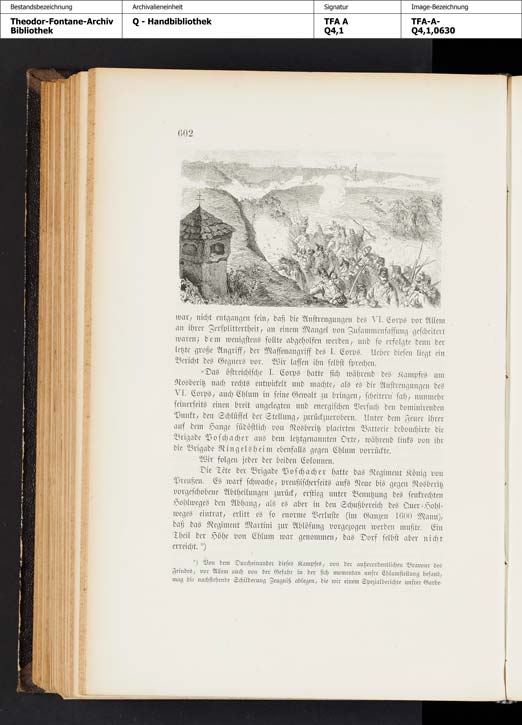 Bestandsbezeichnung
Theodor-Fontane-Archiv
Bibliothek
Archivalieneinheit
Q - Handbibliothek
Signatur
TFA A
Q4,1
Image-Bezeichnung
TFA-A-
Q4,1,0630
602
war, nicht entgangen sein, daß die Anstrengungen des VI. Corps vor Allem
an ihrer Zersplittertheit, an einem Mangel von Zusammenfassung gescheitert
waren; dem wenigstens sollte abgeholfen werden, und so erfolgte denn der
letzte große Angriff, der Massenangriff des I. Corps. Ueber diesen liegt ein
Bericht des Gegners vor. Wir lassen ihn selbst sprechen.
»Das östreichische I. Corps hatte sich während des Kampfes um
Rosberitz nach rechts entwickelt und machte, als es die Anstrengungen des
VI. Corps, auch Chlum in seine Gewalt zu bringen, scheitern sah, nunmehr
seinerseits einen breit angelegten und energischen Versuch den dominirenden
Punkt, den Schlüssel der Stellung, zurückzuerobern. Unter dem Feuer ihrer
auf dem Hange südöstlich von Rosberitz placirten Batterie debouchirte die
Brigade Poschacher aus dem letztgenannten Orte, während links von ihr
die Brigade Ringelsheim ebenfalls gegen Chlum vorrückte.
Wir folgen jeder der beiden Colonnen.
Die Tête der Brigade Poschacher hatte das Regiment König von
Preußen. Es warf schwache, preußischerseits aufs Neue bis gegen Rosberitz
vorgeschobene Abtheilungen zurück, erstieg unter Benutzung des senkrechten
Hohlweges den Abhang, als es aber in den Schußbereich des Quer-Hohl-
weges eintrat, erlitt es so enorme Verluste (im Ganzen 1600 Mann),
daß das Regiment Martini zur Ablösung vorgezogen werden mußte. Ein
Theil der Höhe von Chlum war genommen, das Dorf selbst aber nicht
erreicht. *)
*) Von dem Durcheinander dieses Kampfes, von der außerordentlichen Bravour des
Feindes, vor Allem auch von der Gefahr in der sich momentan unsre Chlumstellung befand,
mag die nachstehende Schilderung Zeugniß ablegen, die wir einem Spezialberichte unsrer Garde-